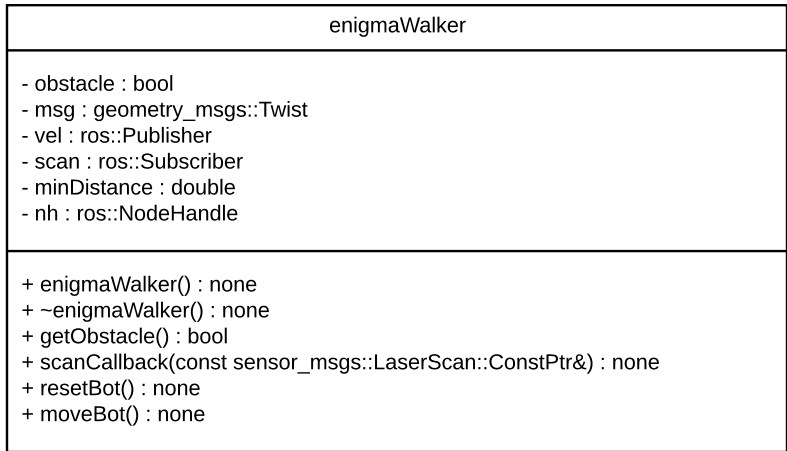 enigmaWalker
- obstacle : bool
- msg : geometry_msgs::Twist
- vel : ros::Publisher
- scan : ros::Subscriber
- minDistance : double
- nh : ros::NodeHandle
+ enigmaWalker() : none
+ ~enigmaWalker() : none
+ getObstacle() : bool
+ scanCallback(const sensor_msgs::LaserScan::ConstPtr&) : none
+ resetBot() : none
+ moveBot() : none